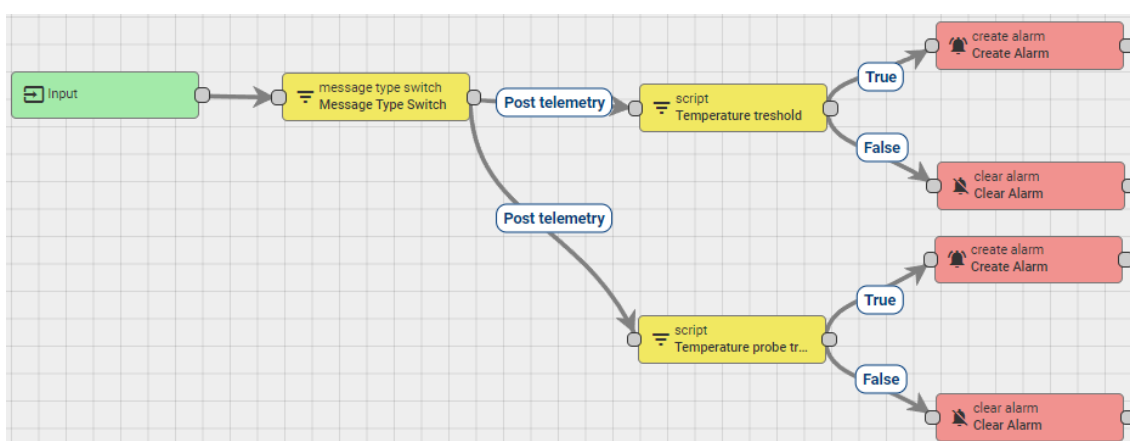 Input
message type switch
Message Type Switch
Post telemetry
script
Temperature treshold
True
create alarm
Create Alarm
False
clear alarm
Clear Alarm
Post telemetry
script
Temperature probe tr...
True
create alarm
Create Alarm
False
clear alarm
Clear Alarm